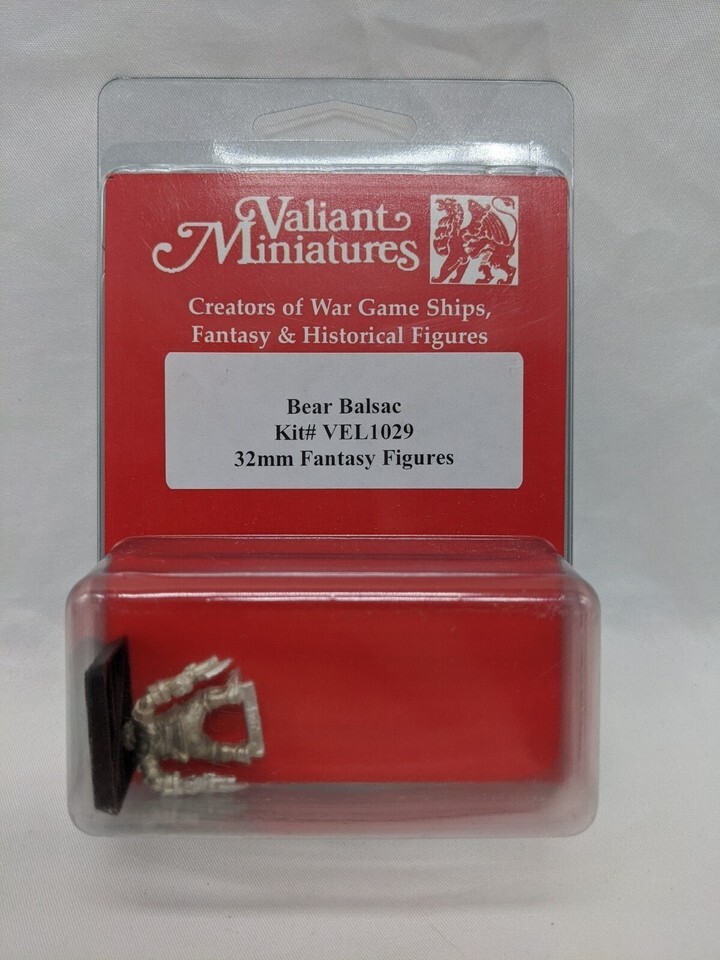 Valiant
Miniatures
Creators of War Game Ships,
Fantasy & Historical Figures
Bear Balsac
Kit# VEL1029
32mm Fantasy Figures